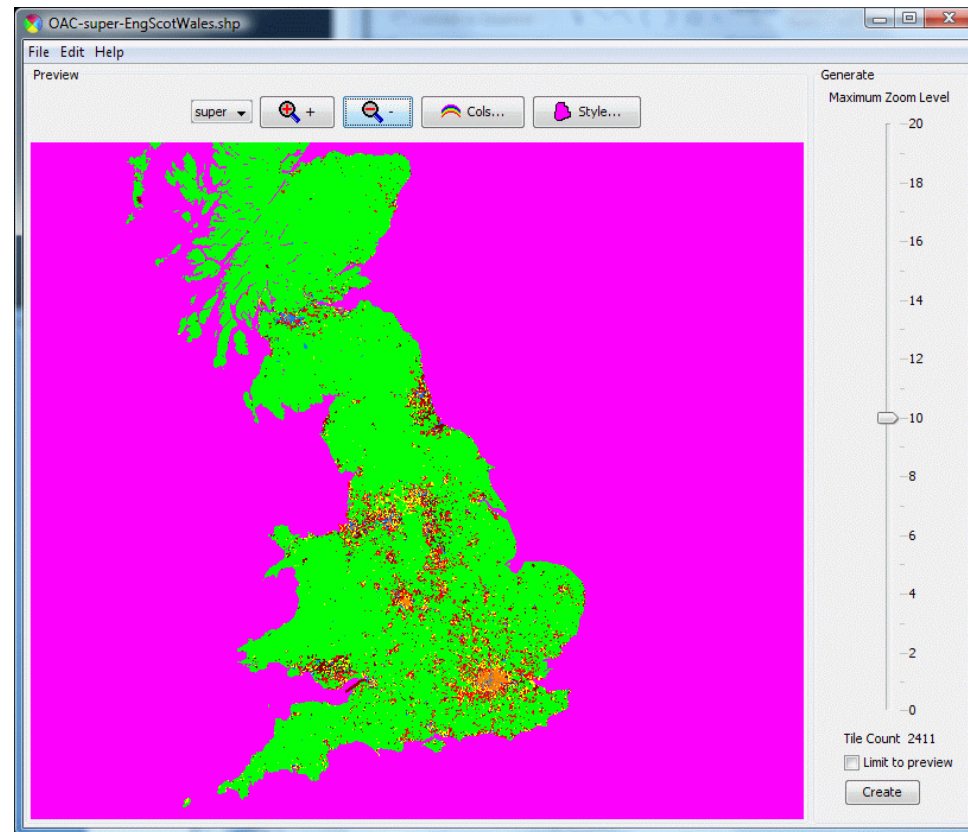 OAC-super-EngScotWales.shp
File Edit Help
Preview
Generate
super + - Cols... Style...
Maximum Zoom Level
20
18
16
14
12
10
8
6
4
2
0
Tile Count 2411
Limit to preview
Create